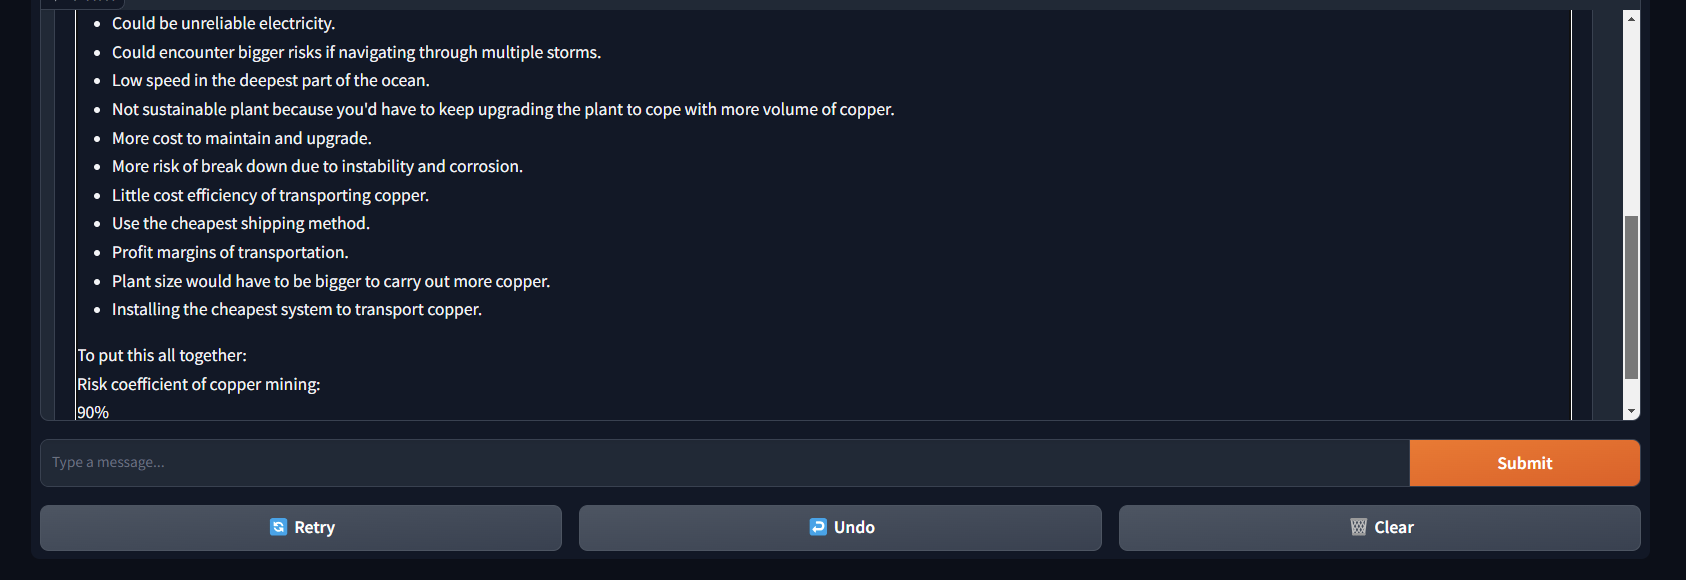 Could be unreliable electricity.
Could encounter bigger risks if navigating through multiple storms.
Low speed in the deepest part of the ocean.
Not sustainable plant because you'd have to keep upgrading the plant to cope with more volume of copper.
More cost to maintain and upgrade.
More risk of break down due to instability and corrosion.
Little cost efficiency of transporting copper.
Use the cheapest shipping method.
Profit margins of transportation.
Plant size would have to be bigger to carry out more copper.
Installing the cheapest system to transport copper.
To put this all together:
Risk coefficient of copper mining:
90%
Type a message...
Submit
Retry
Undo
Clear